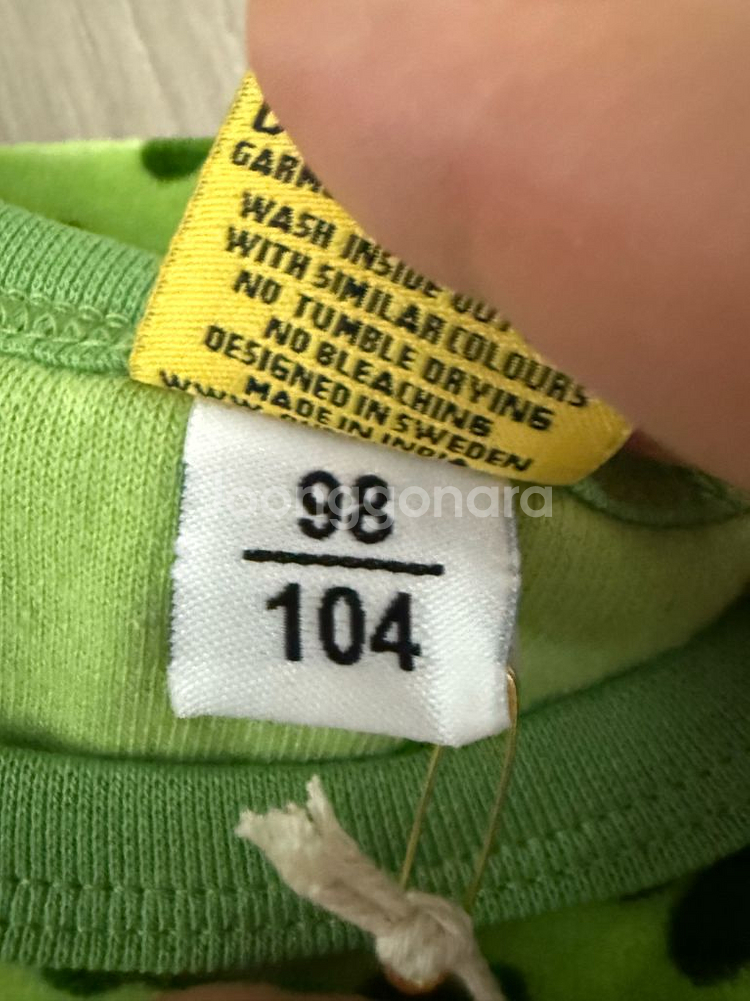 WASH INSIDE OUT
WITH SIMILAR COLOURS
NO TUMBLE DRYING
NO BLEACHING
DESIGNED IN SWEDEN
MADE IN INDIA
98
104